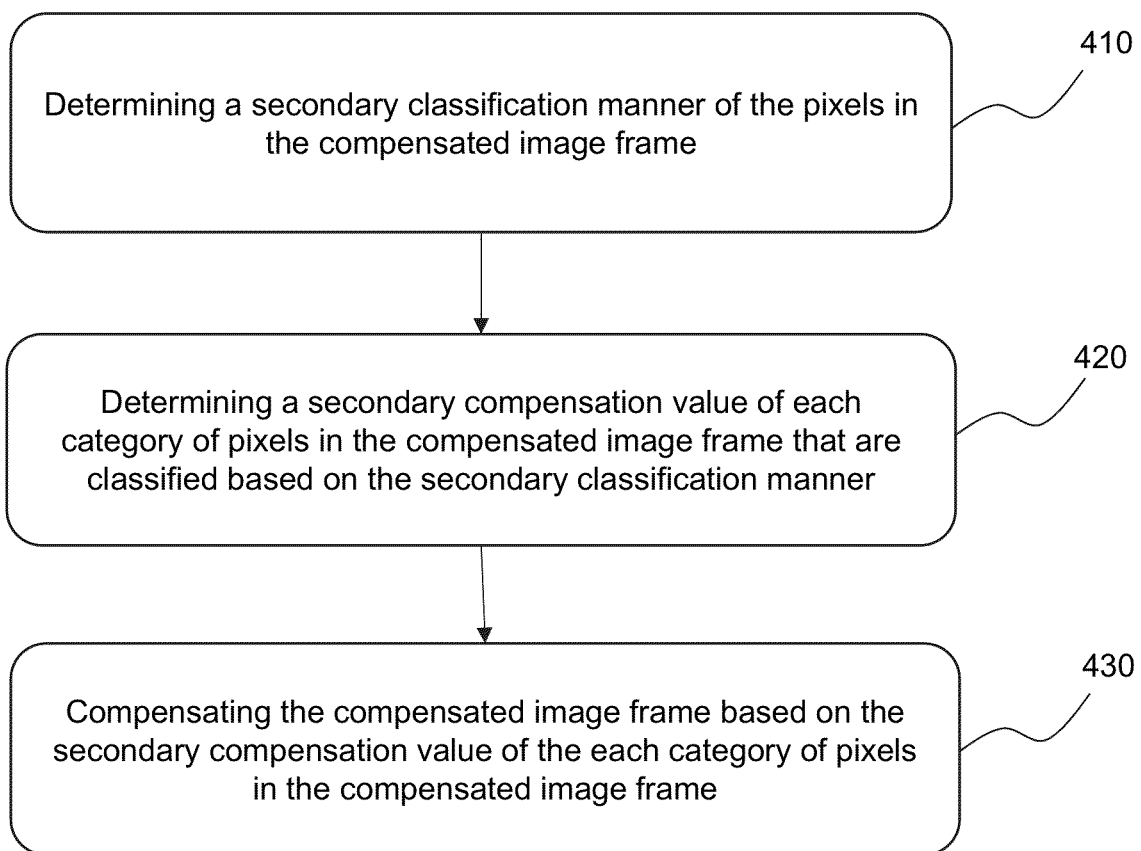 410
Determining a secondary classification manner of the pixels in
the compensated image frame
420
Determining a secondary compensation value of each
category of pixels in the compensated image frame that are
classified based on the secondary classification manner
430
Compensating the compensated image frame based on the
secondary compensation value of the each category of pixels
in the compensated image frame